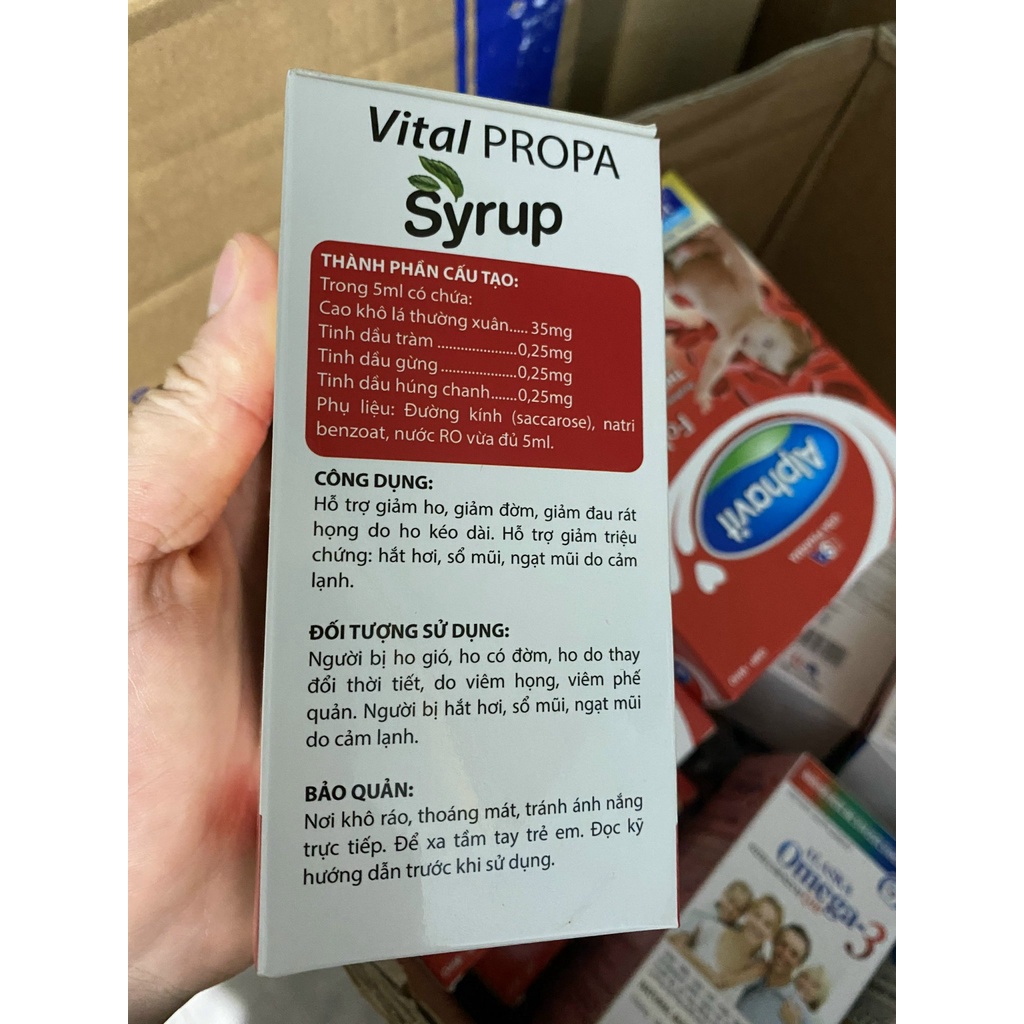 Vital PROPA
Syrup
THÀNH PHẦN CẤU TẠO:
Trong 5ml có chứa:
Cao khô lá thường xuân..... 35mg
Tinh dầu tràm .....................0,25mg
Tinh dầu gừng ....................0,25mg
Tinh dầu húng chanh.......0,25mg
Phụ liệu: Đường kính (saccarose), natri
benzoat, nước RO vừa đủ 5ml.
CÔNG DỤNG:
Hỗ trợ giảm ho, giảm đờm, giảm đau rát
họng do ho kéo dài. Hỗ trợ giảm triệu
chứng: hắt hơi, sổ mũi, ngạt mũi do cảm
lạnh.
ĐỐI TƯỢNG SỬ DỤNG:
Người bị ho gió, ho có đờm, ho do thay
đổi thời tiết, do viêm họng, viêm phế
quản. Người bị hắt hơi, sổ mũi, ngạt mũi
do cảm lạnh.
BẢO QUẢN:
Nơi khô ráo, thoáng mát, tránh ánh nắng
trực tiếp. Để xa tầm tay trẻ em. Đọc kỹ
hướng dẫn trước khi sử dụng.
Alphavit
Omega-3